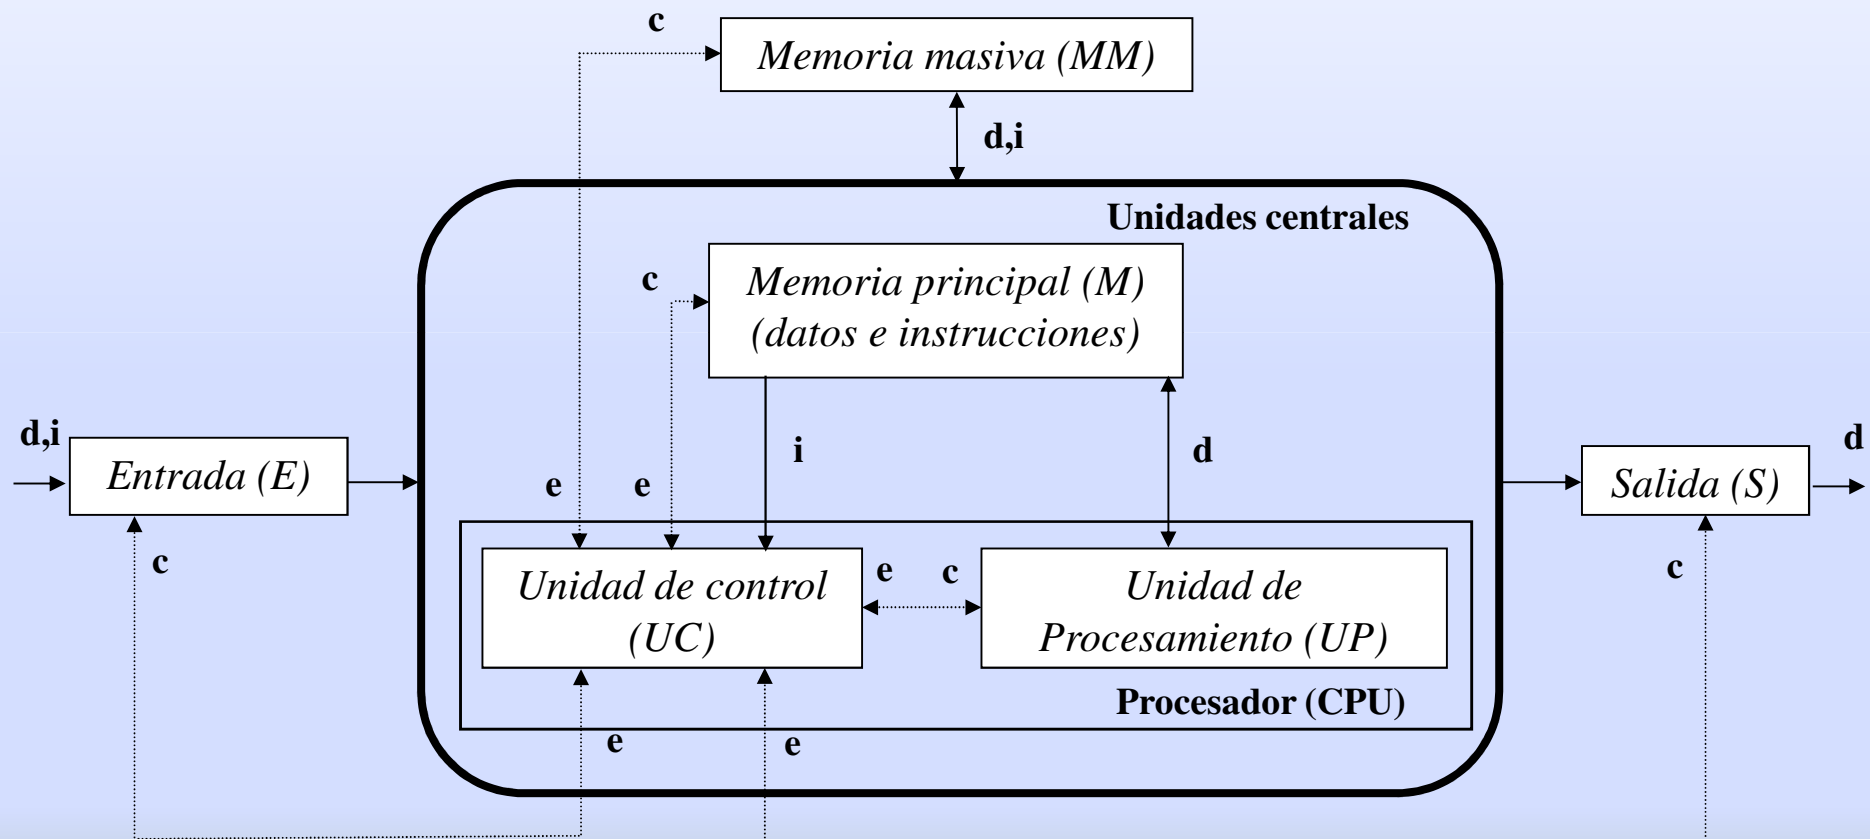 c
Memoria masiva (MM)
d,i
Unidades centrales
c
Memoria principal (M)
(datos e instrucciones)
d,i
Entrada (E)
e
e
i
d
Salida (S)
d
c
Unidad de control
(UC)
e
c
Unidad de
Procesamiento (UP)
c
Procesador (CPU)
e
e